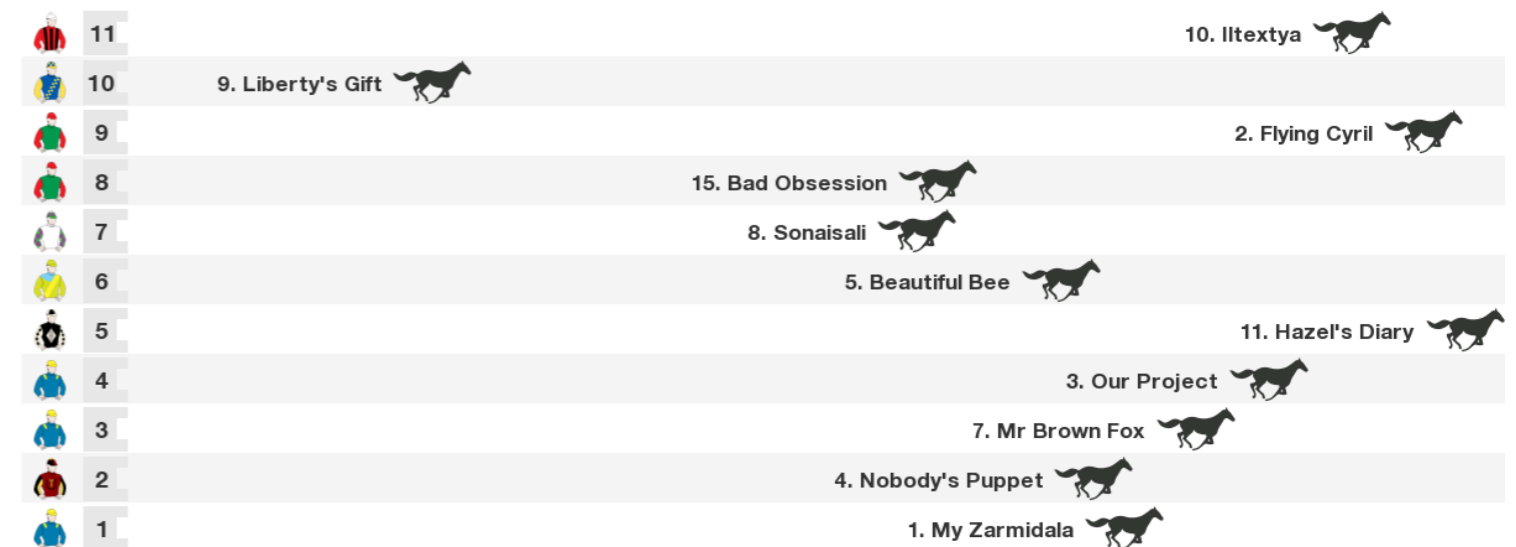 11 10. Iltextya
10 9. Liberty's Gift
9 2. Flying Cyril
8 15. Bad Obsession
7 8. Sonaisali
6 5. Beautiful Bee
5 11. Hazel's Diary
4 3. Our Project
3 7. Mr Brown Fox
2 4. Nobody's Puppet
1 1. My Zarmidala